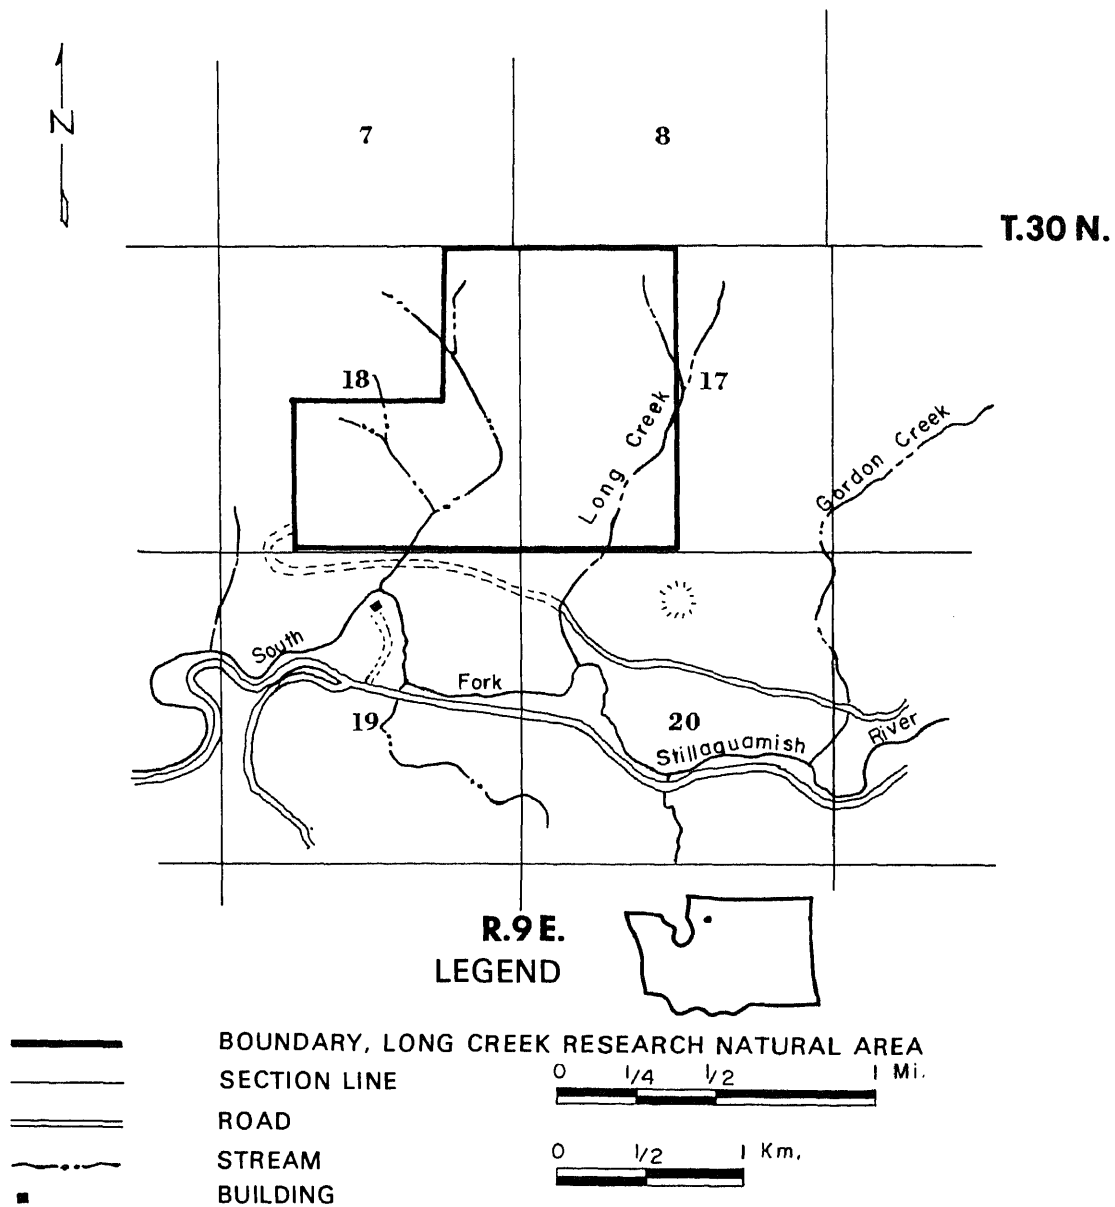 N
7
8
T.30 N.
18
17
Long Creek
Gordon Creek
South
Fork
19
20
Stillaguamish
River
R.9 E.
LEGEND
BOUNDARY, LONG CREEK RESEARCH NATURAL AREA
SECTION LINE
0 1/4 1/2 1 Mi.
ROAD
STREAM
0 1/2 1 Km,
BUILDING